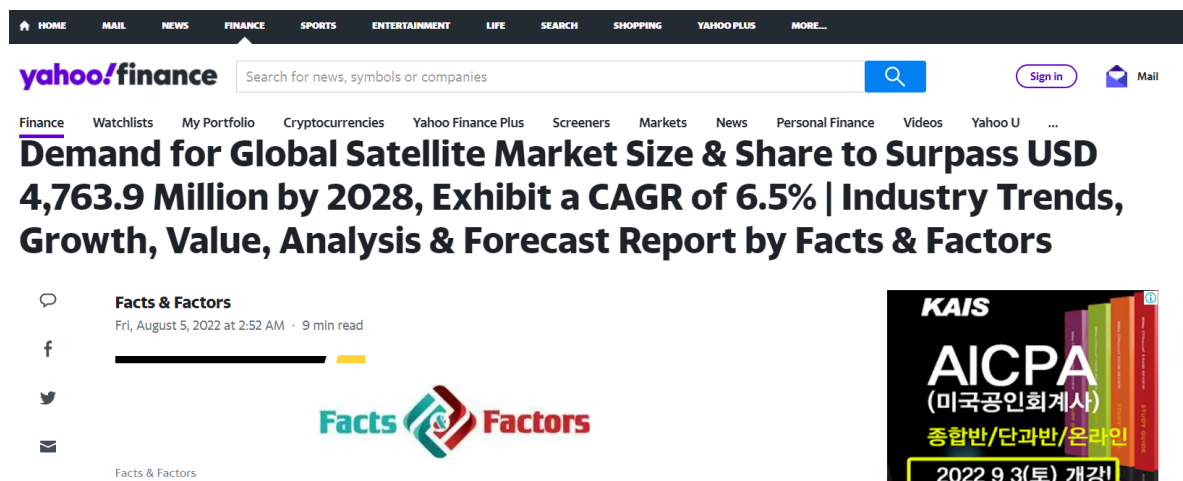 HOME MAIL NEWS FINANCE SPORTS ENTERTAINMENT LIFE SEARCH SHOPPING YAHOO PLUS MORE...
yahoo!finance Search for news, symbols or companies Sign in Mail
Finance Watchlists My Portfolio Cryptocurrencies Yahoo Finance Plus Screeners Markets News Personal Finance Videos Yahoo U ...
Demand for Global Satellite Market Size & Share to Surpass USD
4,763.9 Million by 2028, Exhibit a CAGR of 6.5% | Industry Trends,
Growth, Value, Analysis & Forecast Report by Facts & Factors
Facts & Factors
Fri, August 5, 2022 at 2:52 AM · 9 min read
Facts & Factors
Facts & Factors
KAIS
AICPA
(미국공인회계사)
종합반/단과반/온라인
2022.9.3(토) 개강!